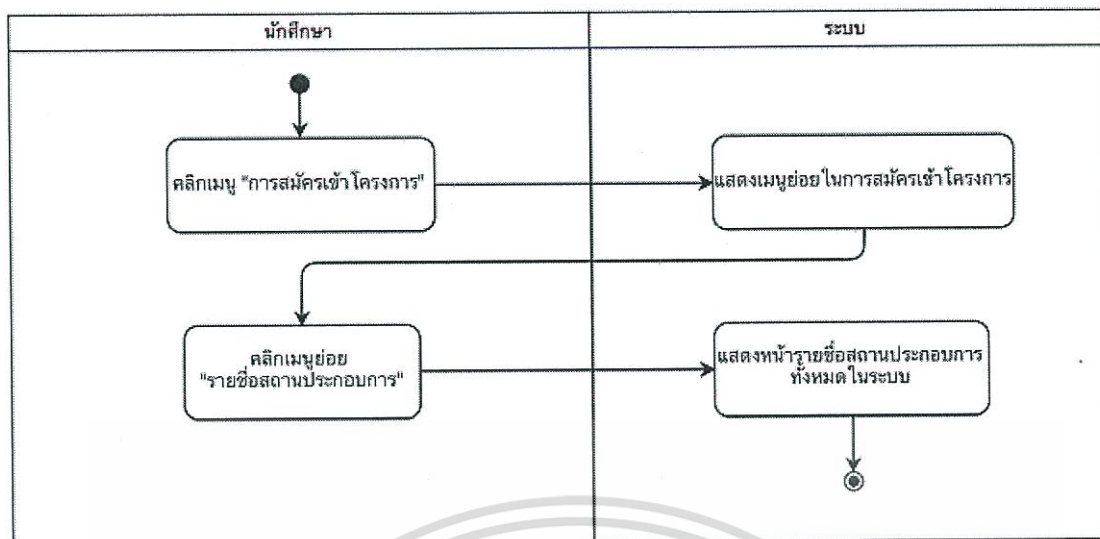 นักศึกษา
ระบบ
คลิกเมนู "การสมัครเข้าโครงการ"
แสดงเมนูย่อยในการสมัครเข้าโครงการ
คลิกเมนูย่อย
"รายชื่อสถานประกอบการ"
แสดงหน้ารายชื่อสถานประกอบการ
ทั้งหมดในระบบ